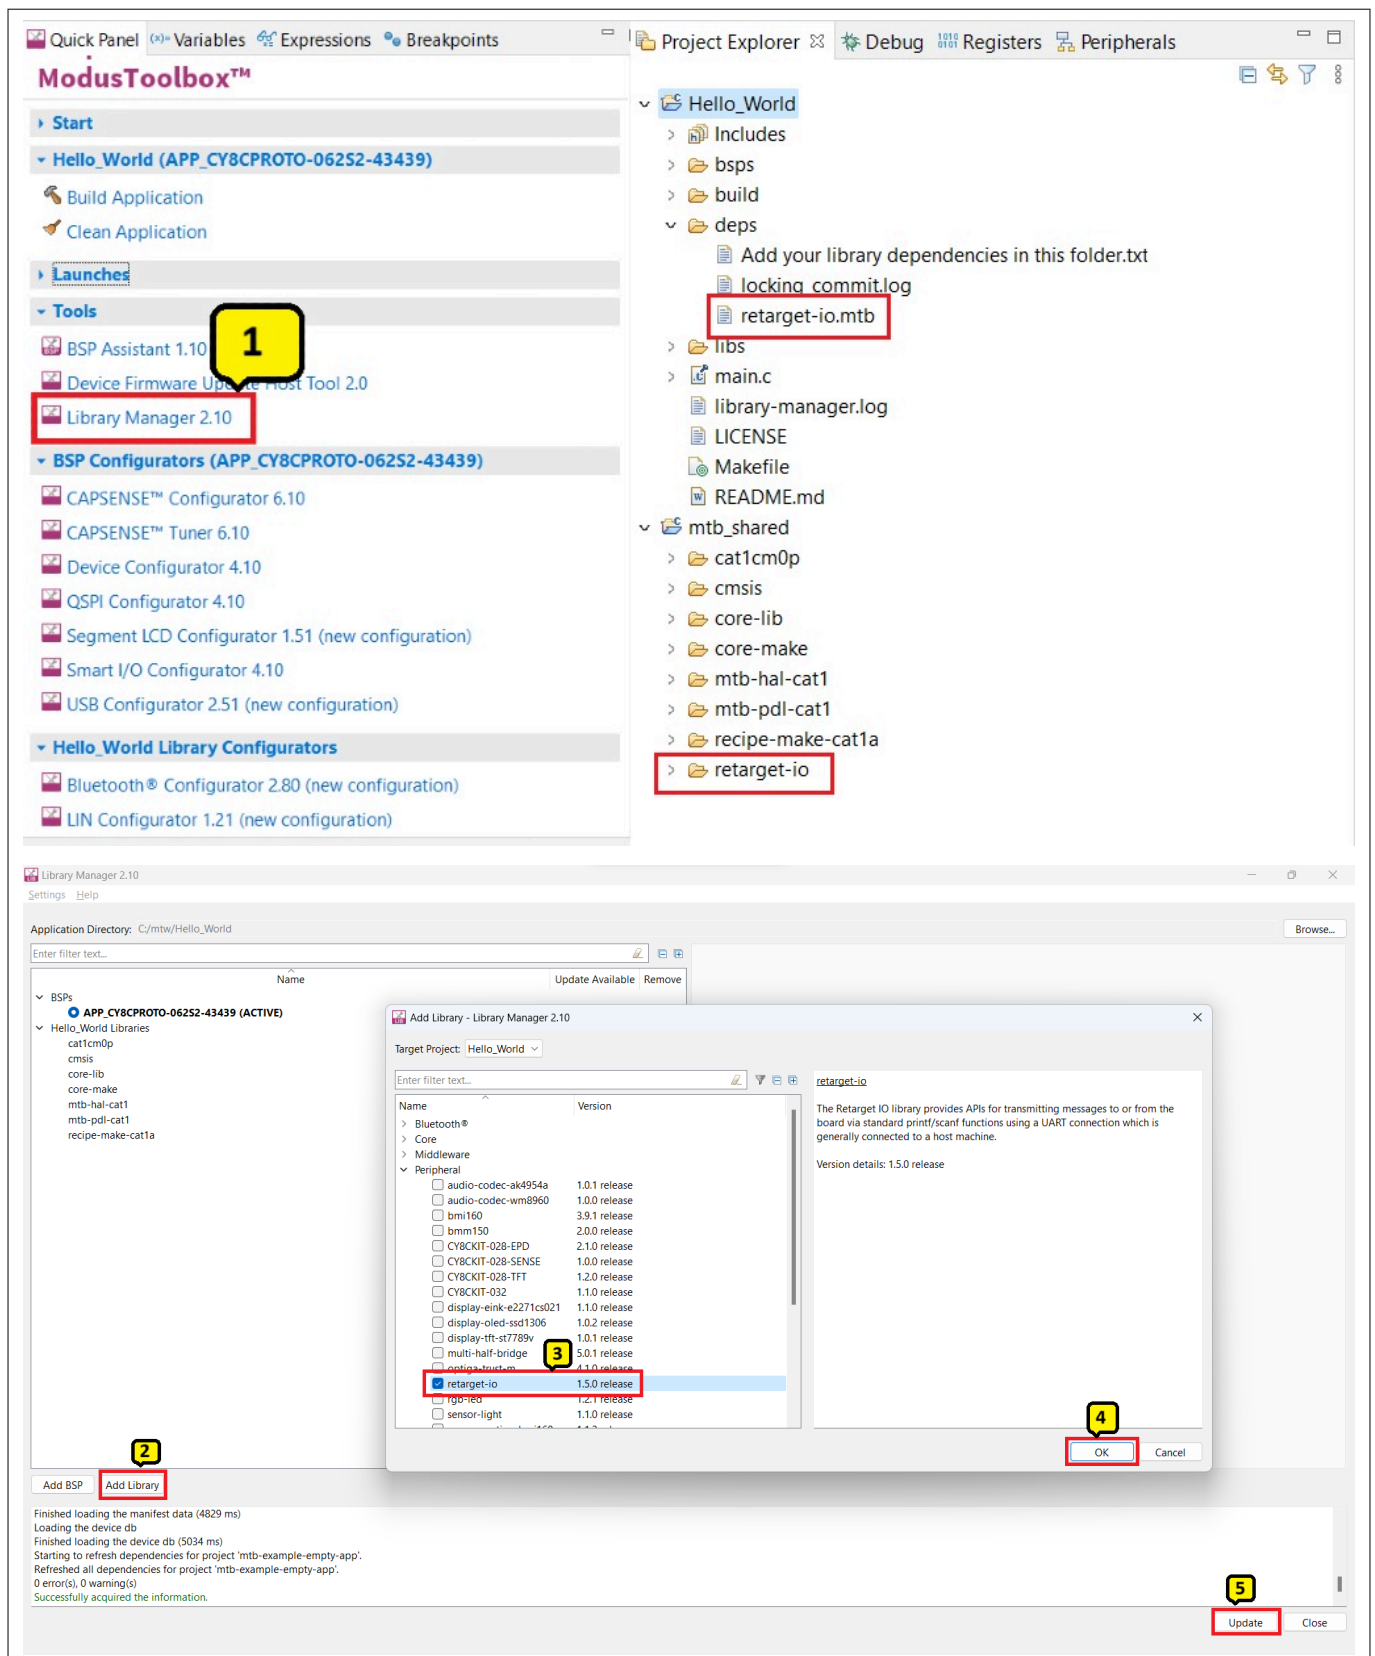 Quick Panel (x)= Variables Expressions Breakpoints
ModusToolbox™
Start
Hello_World (APP_CY8CPROTO-062S2-43439)
Build Application
Clean Application
Launches
Tools
1
BSP Assistant 1.10
Device Firmware Update Host Tool 2.0
Library Manager 2.10
BSP Configurators (APP_CY8CPROTO-062S2-43439)
CAPSENSE™ Configurator 6.10
CAPSENSE™ Tuner 6.10
Device Configurator 4.10
QSPI Configurator 4.10
Segment LCD Configurator 1.51 (new configuration)
Smart I/O Configurator 4.10
USB Configurator 2.51 (new configuration)
Hello_World Library Configurators
Bluetooth® Configurator 2.80 (new configuration)
LIN Configurator 1.21 (new configuration)
Project Explorer Debug Registers Peripherals
Hello_World
Includes
bsps
build
deps
Add your library dependencies in this folder.txt
locking_commit.log
retarget-io.mtb
libs
main.c
library-manager.log
LICENSE
Makefile
README.md
mtb_shared
cat1cm0p
cmsis
core-lib
core-make
mtb-hal-cat1
mtb-pdl-cat1
recipe-make-cat1a
retarget-io
Library Manager 2.10
Settings Help
Application Directory: C:/mtw/Hello_World
Browse...
Enter filter text...
Name Update Available Remove
BSPs
APP_CY8CPROTO-062S2-43439 (ACTIVE)
Hello_World Libraries
cat1cm0p
cmsis
core-lib
core-make
mtb-hal-cat1
mtb-pdl-cat1
recipe-make-cat1a
Add Library - Library Manager 2.10
Target Project: Hello_World
Enter filter text...
Name Version
Bluetooth®
Core
Middleware
Peripheral
audio-codec-ak4954a 1.0.1 release
audio-codec-wm8960 1.0.0 release
bmi160 3.9.1 release
bmm150 2.0.0 release
CY8CKIT-028-EPD 2.1.0 release
CY8CKIT-028-SENSE 1.0.0 release
CY8CKIT-028-TFT 1.2.0 release
CY8CKIT-032 1.1.0 release
display-eink-e2271cs021 1.1.0 release
display-oled-ssd1306 1.0.2 release
display-tft-st7789v 1.0.1 release
multi-half-bridge 5.0.1 release
3
optiga-trust-m 4.1.0 release
retarget-io 1.5.0 release
rgb-led 1.2.1 release
sensor-light 1.1.0 release
retarget-io
The Retarget IO library provides APIs for transmitting messages to or from the
board via standard printf/scanf functions using a UART connection which is
generally connected to a host machine.
Version details: 1.5.0 release
4
OK Cancel
2
Add BSP Add Library
Finished loading the manifest data (4829 ms)
Loading the device db
Finished loading the device db (5034 ms)
Starting to refresh dependencies for project 'mtb-example-empty-app'.
Refreshed all dependencies for project 'mtb-example-empty-app'.
0 error(s), 0 warning(s)
Successfully acquired the information.
5
Update Close